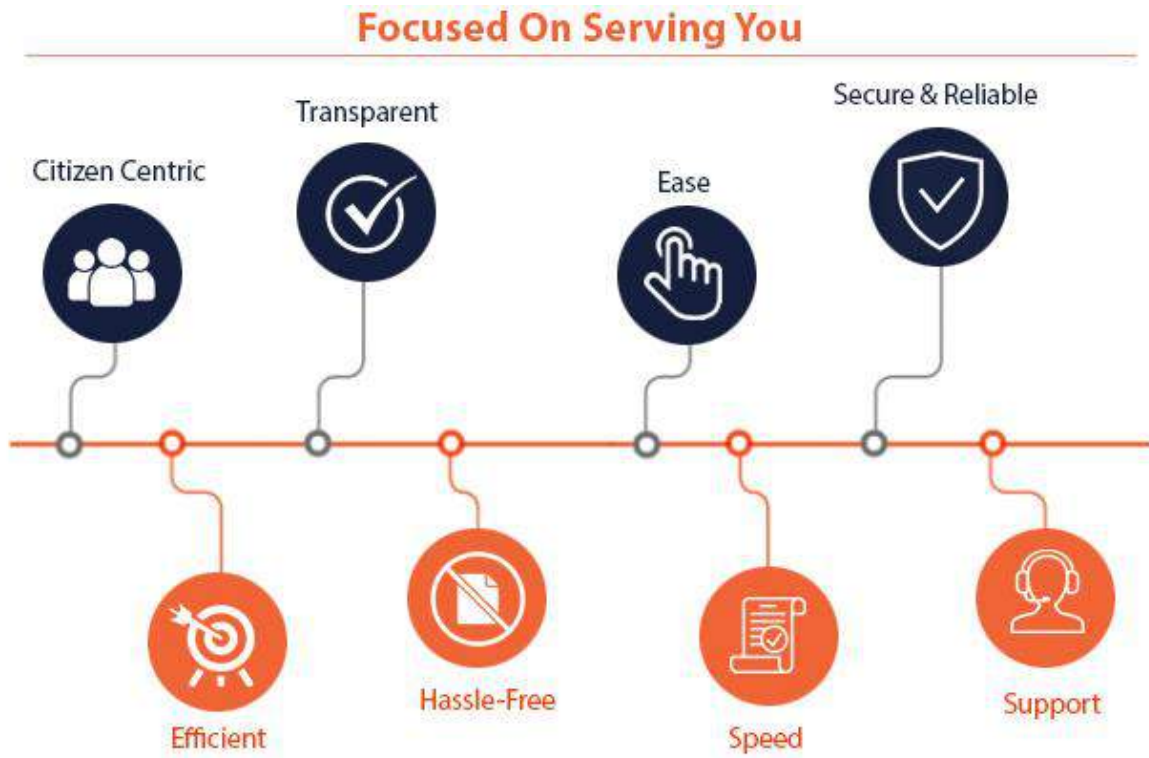 Focused On Serving You
Citizen Centric
Transparent
Ease
Secure & Reliable
Efficient
Hassle-Free
Speed
Support